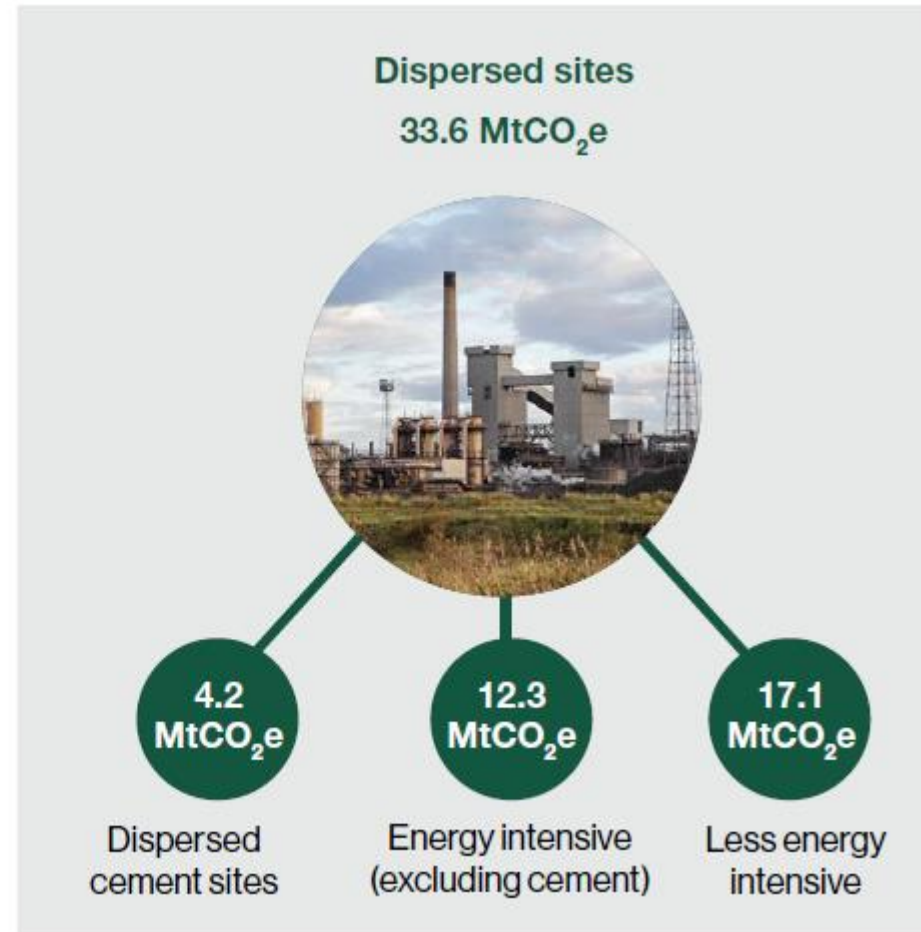 Dispersed sites
33.6 MtCO₂e
4.2
MtCO₂e
Dispersed
cement sites
12.3
MtCO₂e
Energy intensive
(excluding cement)
17.1
MtCO₂e
Less energy
intensive